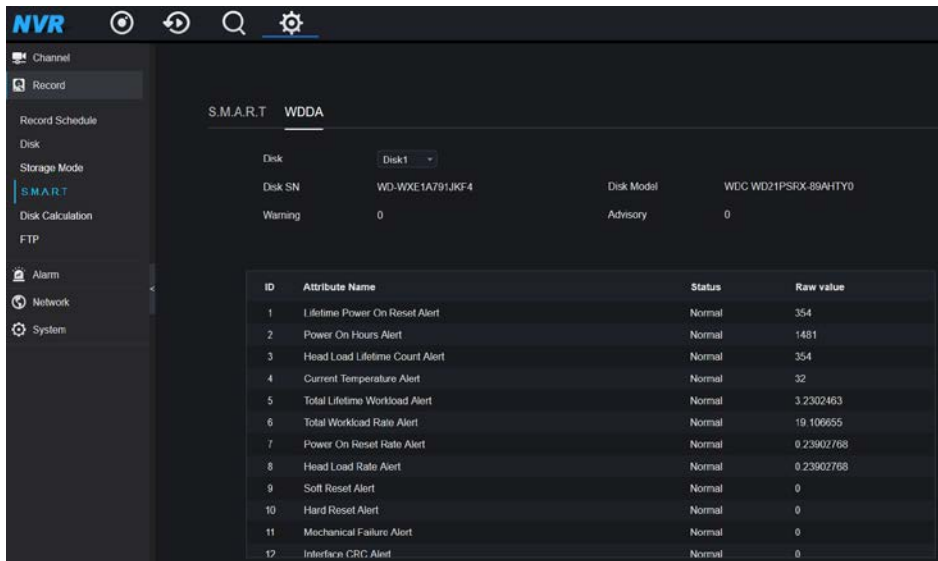 NVR
Channel
Record
Record Schedule
Disk
Storage Mode
S.M.A.R.T
Disk Calculation
FTP
Alarm
Network
System
S.M.A.R.T WDDA
Disk Disk1
Disk SN WD-WXE1A791JKF4 Disk Model WDC WD21PSRX-89AHTY0
Warning 0 Advisory 0
ID Attribute Name Status Raw value
1 Lifetime Power On Reset Alert Normal 354
2 Power On Hours Alert Normal 1481
3 Head Load Lifetime Count Alert Normal 354
4 Current Temperature Alert Normal 32
5 Total Lifetime Workload Alert Normal 3.2302463
6 Total Workload Rate Alert Normal 19.106655
7 Power On Reset Rate Alert Normal 0.23902768
8 Head Load Rate Alert Normal 0.23902768
9 Soft Reset Alert Normal 0
10 Hard Reset Alert Normal 0
11 Mechanical Failure Alert Normal 0
12 Interface CRC Alert Normal 0